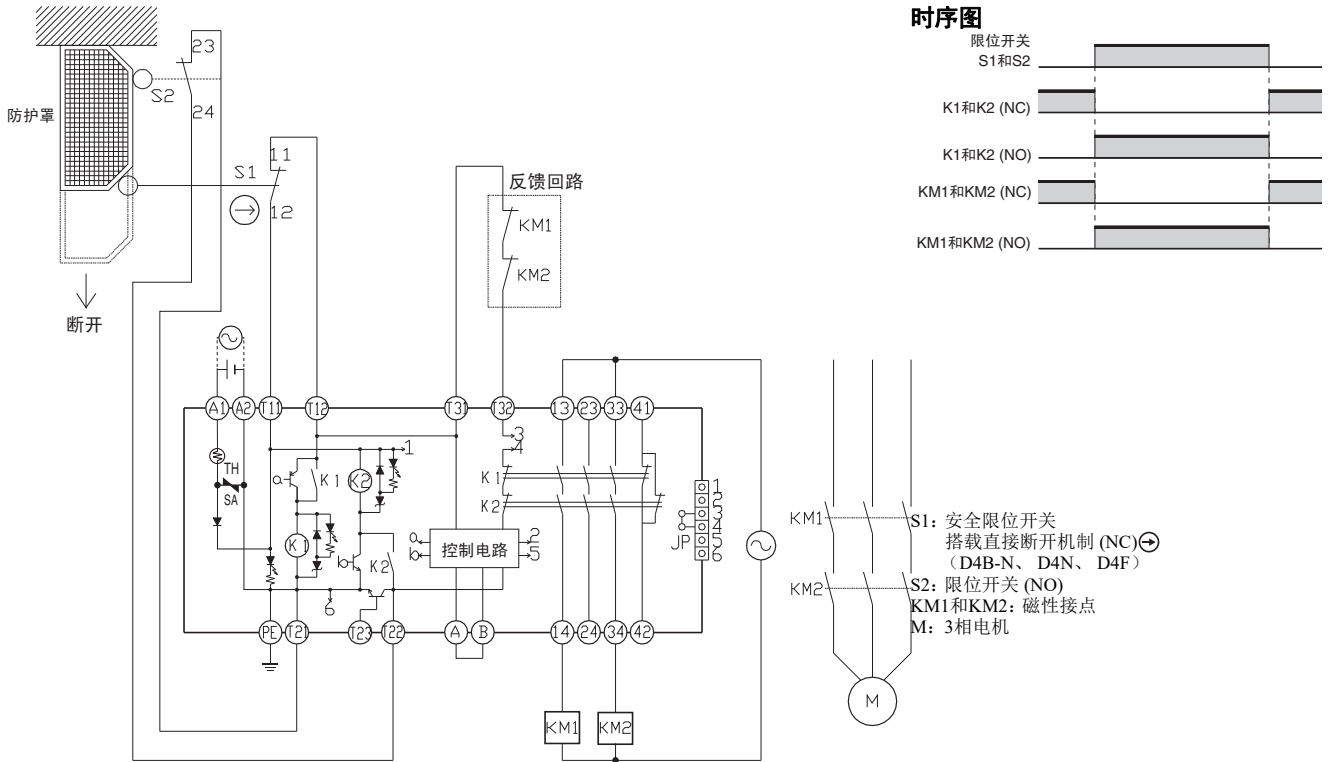 时序图
限位开关
S1和S2
K1和K2 (NC)
K1和K2 (NO)
KM1和KM2 (NC)
KM1和KM2 (NO)
防护罩
断开
S2
23
24
S1
11
12
反馈回路
KM1
KM2
A1 A2 T11 T12 T31 T32 13 23 33 41
TH
SA
a
K1
K2
1
3
4
K1
K2
K1
b
K2
6
a
b
控制电路
2
5
JP
1
2
3
4
5
6
PE T21 T23 T22 A B 14 24 34 42
KM1
KM2
KM1
KM2
M
S1: 安全限位开关
搭载直接断开机制 (NC)
（D4B-N、 D4N、 D4F）
S2: 限位开关 (NO)
KM1和KM2: 磁性接点
M: 3相电机